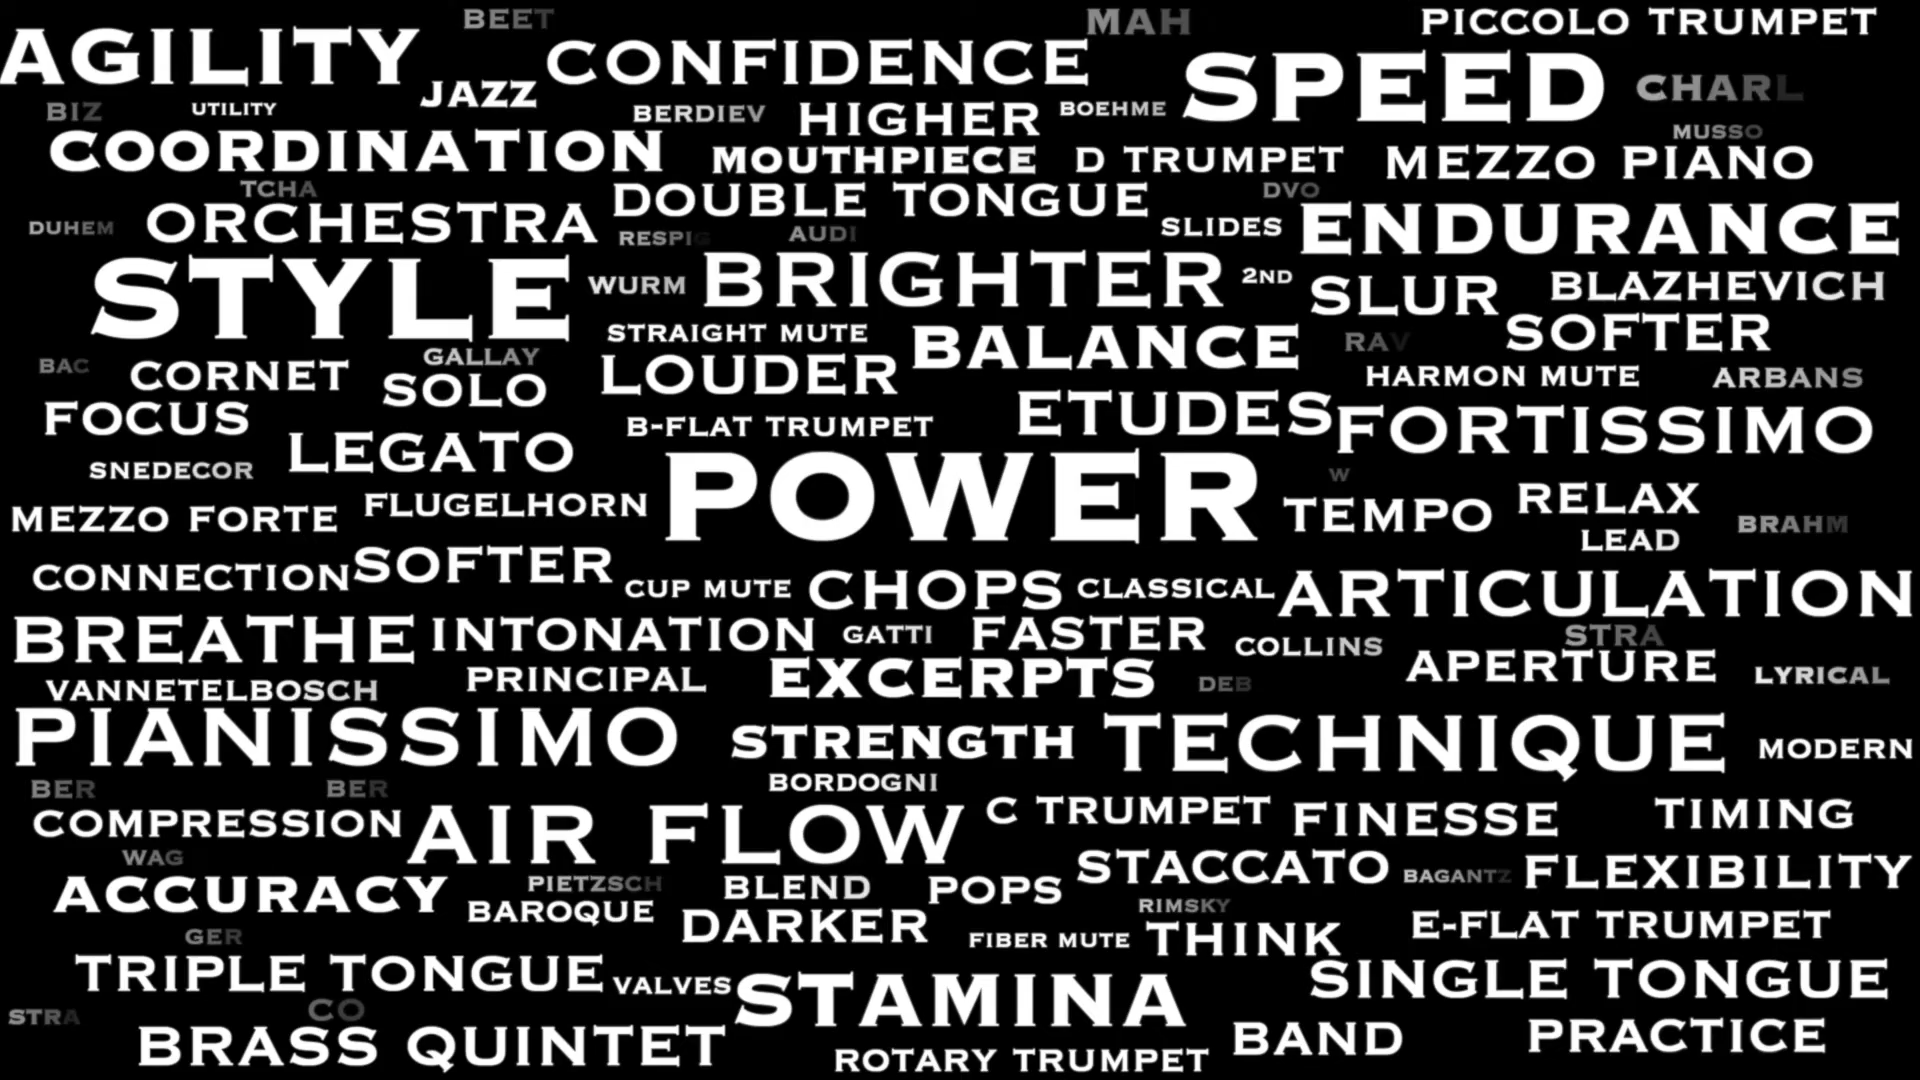 BEET
MAH
PICCOLO TRUMPET
AGILITY
CONFIDENCE
SPEED
JAZZ
CHARL
BIZ
UTILITY
BERDIEV
HIGHER
BOEHME
MUSSO
COORDINATION
MOUTHPIECE
D TRUMPET
MEZZO PIANO
TCHA
DOUBLE TONGUE
DVO
DUHEM
ORCHESTRA
RESPIG
AUDI
SLIDES
ENDURANCE
STYLE
WURM
BRIGHTER
2ND
SLUR
BLAZHEVICH
STRAIGHT MUTE
BALANCE
RAV
SOFTER
BAC
CORNET
GALLAY
SOLO
LOUDER
HARMON MUTE
ARBANS
FOCUS
LEGATO
B-FLAT TRUMPET
ETUDES
FORTISSIMO
SNEDECOR
POWER
W
MEZZO FORTE
FLUGELHORN
TEMPO
RELAX
BRAHM
LEAD
CONNECTION
SOFTER
CUP MUTE
CHOPS
CLASSICAL
ARTICULATION
BREATHE
INTONATION
GATTI
FASTER
COLLINS
STRA
VANNETELBOSCH
PRINCIPAL
EXCERPTS
DEB
APERTURE
LYRICAL
PIANISSIMO
STRENGTH
TECHNIQUE
MODERN
BER
BER
BORDOGNI
COMPRESSION
AIR FLOW
C TRUMPET
FINESSE
TIMING
WAG
STACCATO
BAGANTZ
FLEXIBILITY
ACCURACY
PIETZSCH
BAROQUE
BLEND
POPS
RIMSKY
GER
DARKER
FIBER MUTE
THINK
E-FLAT TRUMPET
TRIPLE TONGUE
VALVES
STAMINA
SINGLE TONGUE
STRA
CO
BRASS QUINTET
ROTARY TRUMPET
BAND
PRACTICE